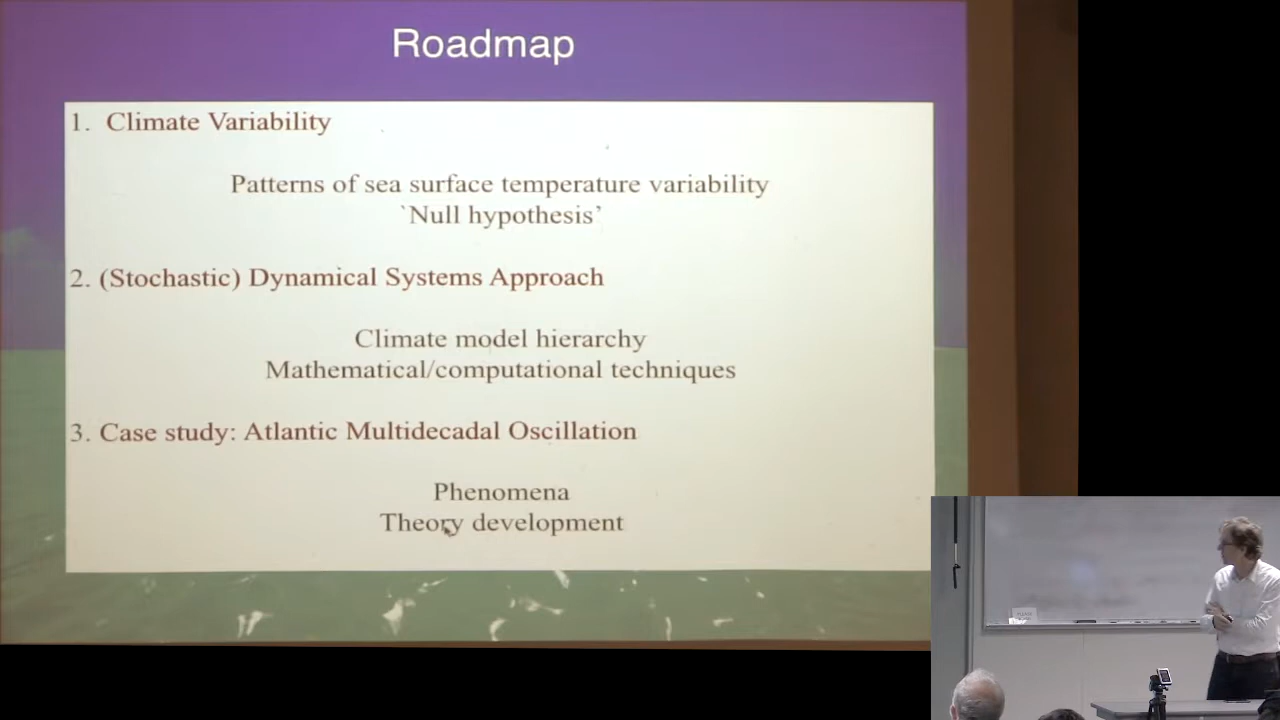 Roadmap
1. Climate Variability
Patterns of sea surface temperature variability
`Null hypothesis’
2. (Stochastic) Dynamical Systems Approach
Climate model hierarchy
Mathematical/computational techniques
3. Case study: Atlantic Multidecadal Oscillation
Phenomena
Theory development